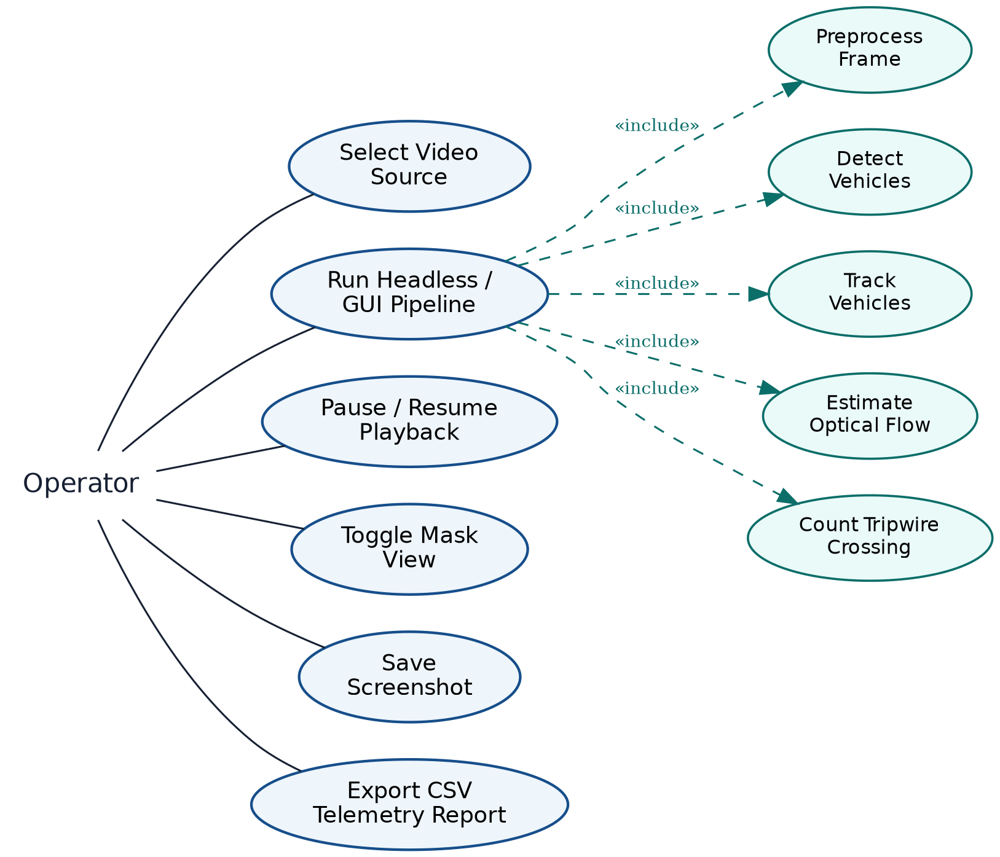 Operator
Select Video
Source
Run Headless /
GUI Pipeline
Pause / Resume
Playback
Toggle Mask
View
Save
Screenshot
Export CSV
Telemetry Report
«include»
«include»
«include»
«include»
«include»
Preprocess
Frame
Detect
Vehicles
Track
Vehicles
Estimate
Optical Flow
Count Tripwire
Crossing